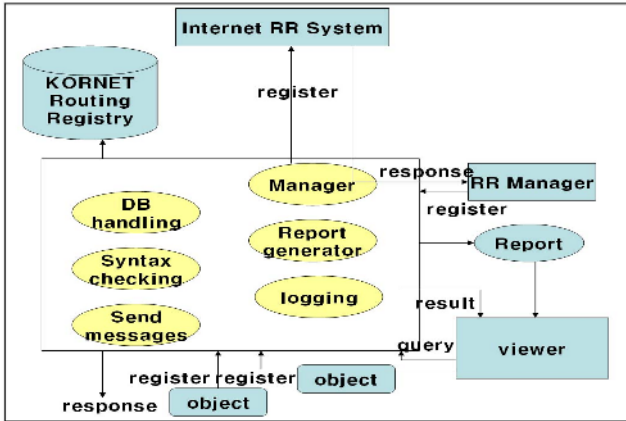 Internet RR System
KORNET
Routing
Registry
register
Manager
response
RR Manager
register
DB
handling
Report
generator
Report
Syntax
checking
logging
result
Send
messages
query
viewer
register register
object
response
object